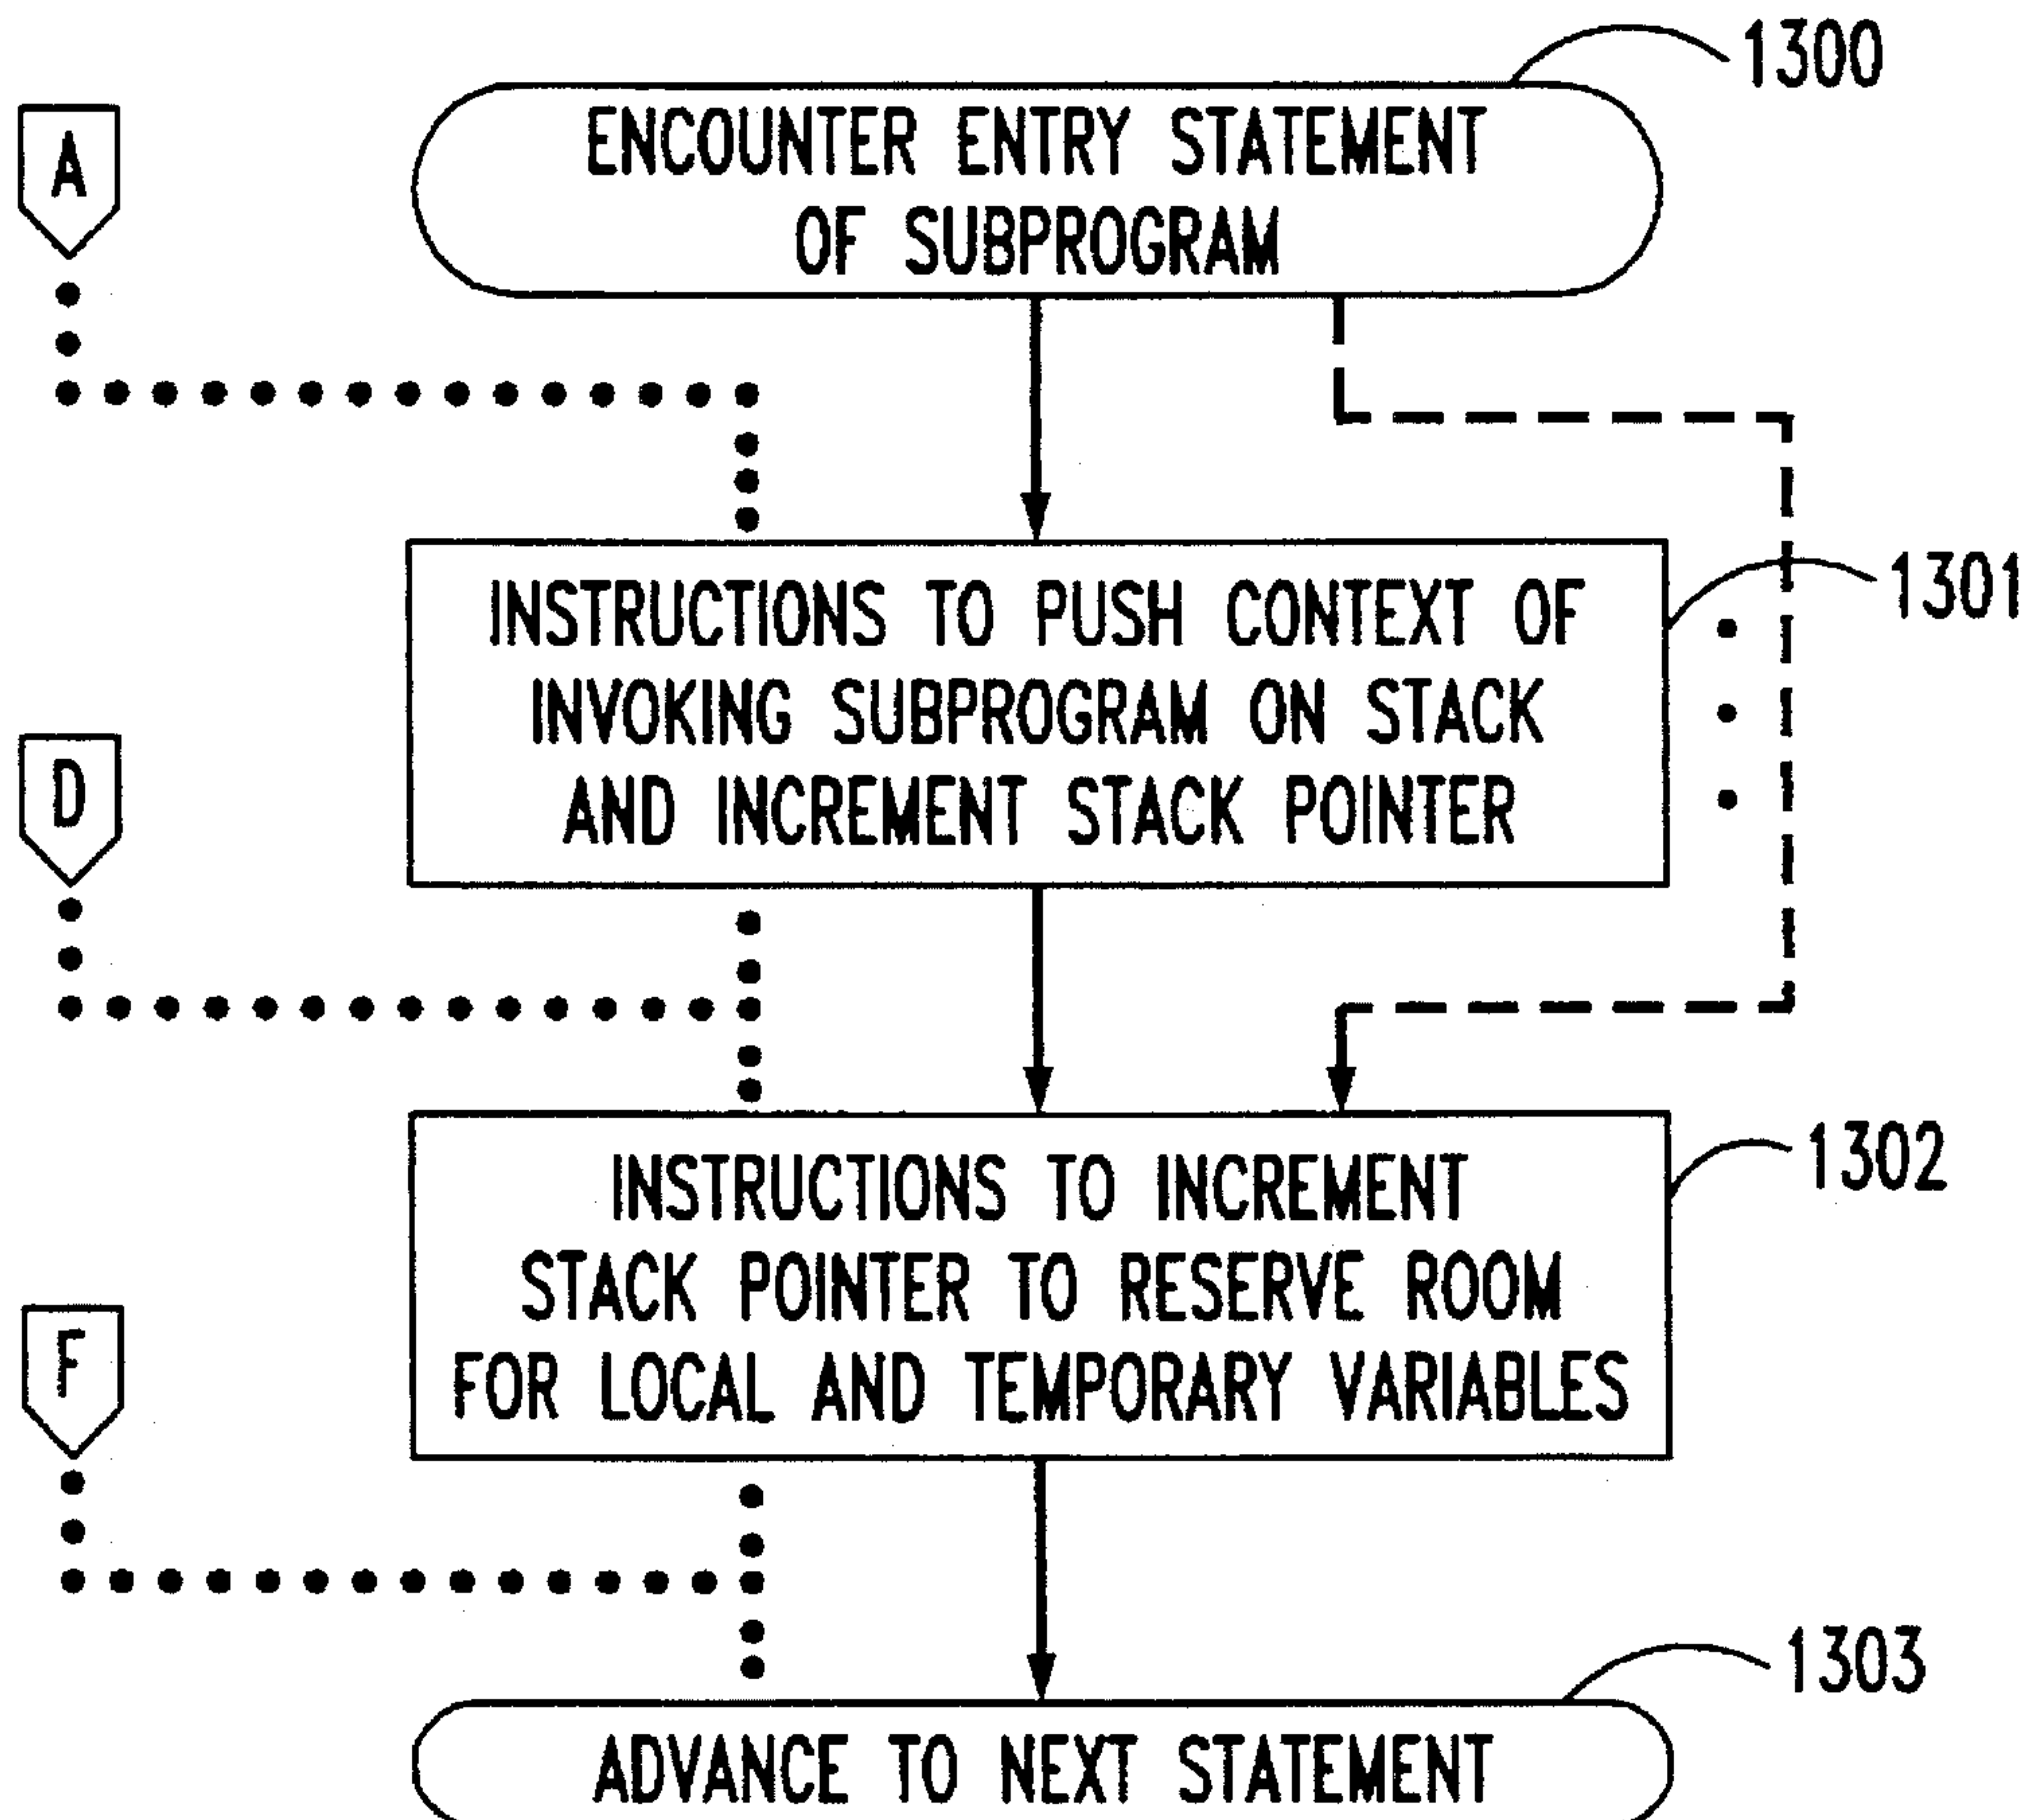 1300
A
ENCOUNTER ENTRY STATEMENT
OF SUBPROGRAM
1301
INSTRUCTIONS TO PUSH CONTEXT OF
INVOKING SUBPROGRAM ON STACK
AND INCREMENT STACK POINTER
D
1302
INSTRUCTIONS TO INCREMENT
STACK POINTER TO RESERVE ROOM
FOR LOCAL AND TEMPORARY VARIABLES
F
1303
ADVANCE TO NEXT STATEMENT